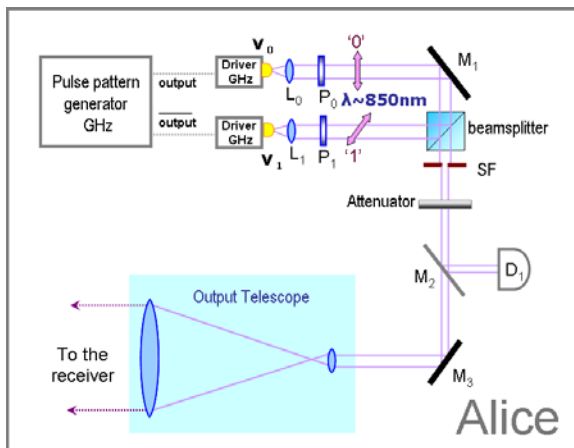 Pulse pattern
generator
GHz
output
output
Driver
GHz
V0
L0
P0
'0'
M1
λ~850nm
Driver
GHz
V1
L1
P1
'1'
beamsplitter
SF
Attenuator
M2
D1
Output Telescope
To the
receiver
M3
Alice